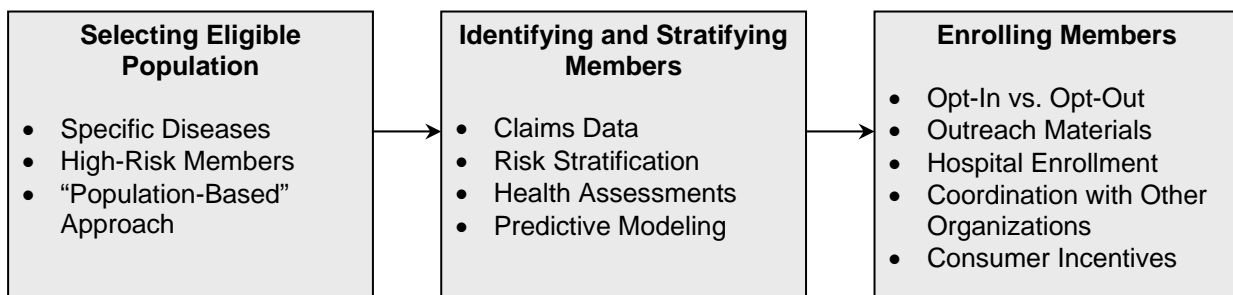 Selecting Eligible
Population
• Specific Diseases
• High-Risk Members
• “Population-Based”
Approach
Identifying and Stratifying
Members
• Claims Data
• Risk Stratification
• Health Assessments
• Predictive Modeling
Enrolling Members
• Opt-In vs. Opt-Out
• Outreach Materials
• Hospital Enrollment
• Coordination with Other
Organizations
• Consumer Incentives